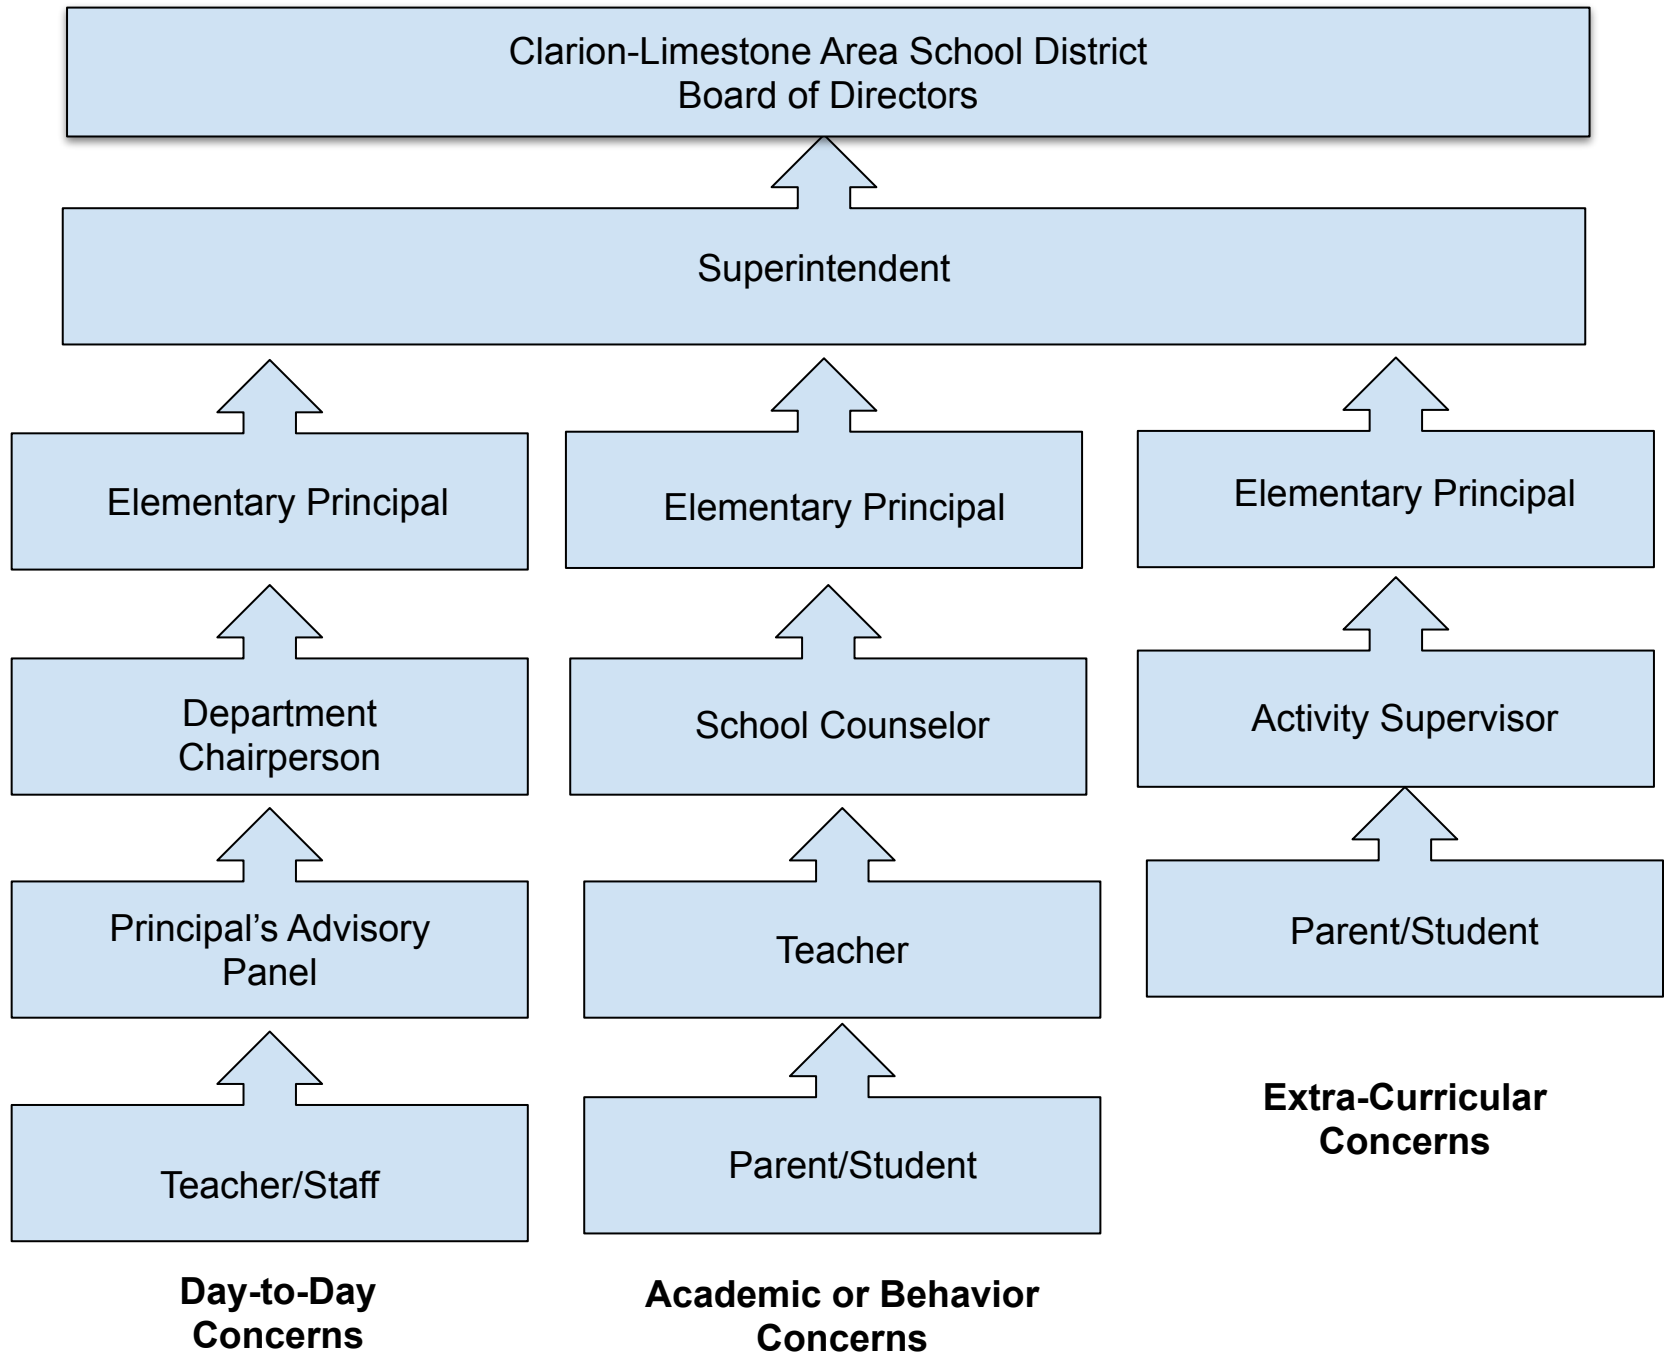 Clarion-Limestone Area School District
Board of Directors
Superintendent
Elementary Principal
Elementary Principal
Elementary Principal
Department
Chairperson
School Counselor
Activity Supervisor
Principal’s Advisory
Panel
Teacher
Parent/Student
Teacher/Staff
Parent/Student
Extra-Curricular
Concerns
Day-to-Day
Concerns
Academic or Behavior
Concerns